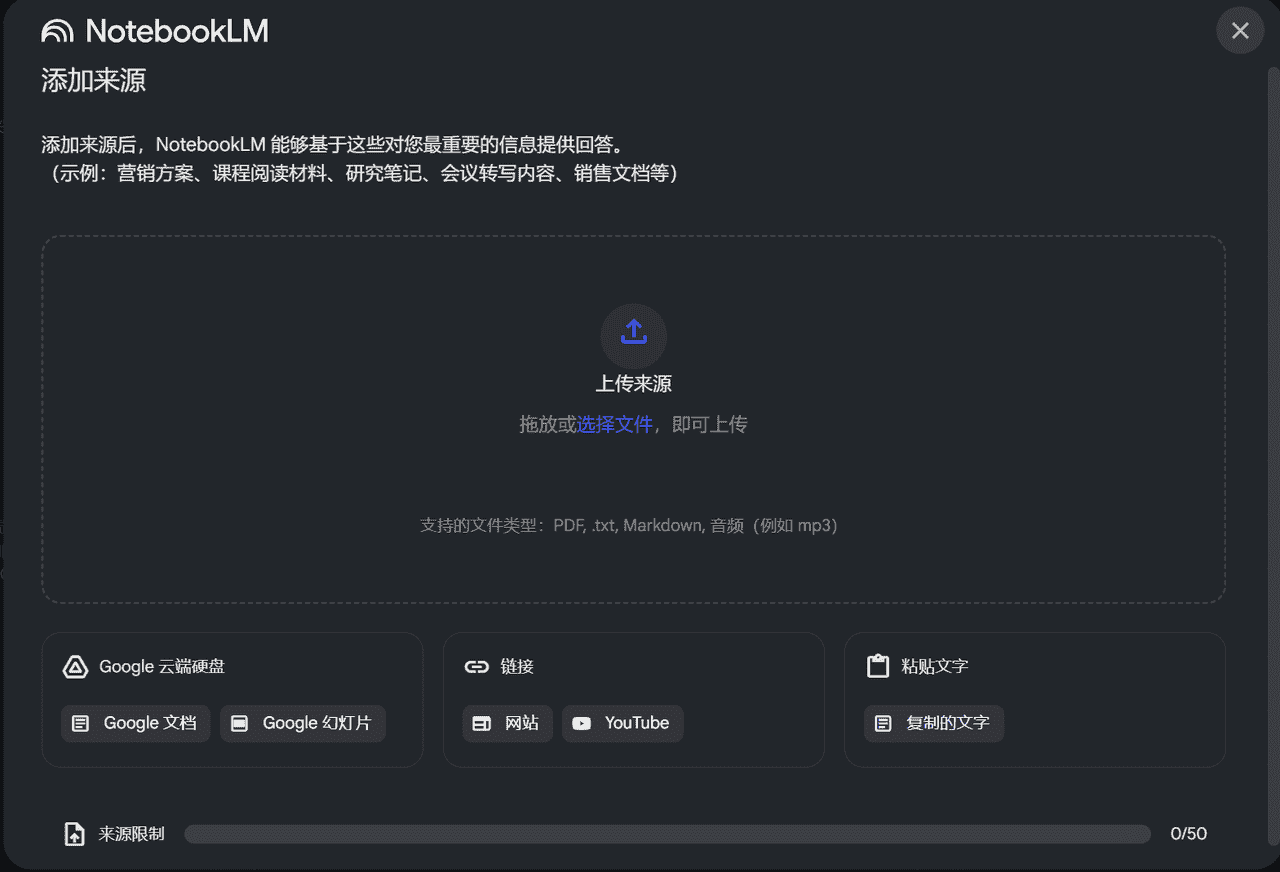 NotebookLM
添加来源
添加来源后，NotebookLM 能够基于这些对您最重要的信息提供回答。
（示例：营销方案、课程阅读材料、研究笔记、会议转写内容、销售文档等）
上传来源
拖放或选择文件，即可上传
支持的文件类型：PDF, .txt, Markdown, 音频（例如 mp3）
Google 云端硬盘
Google 文档 Google 幻灯片
链接
网站 YouTube
粘贴文字
复制的文字
来源限制 0/50